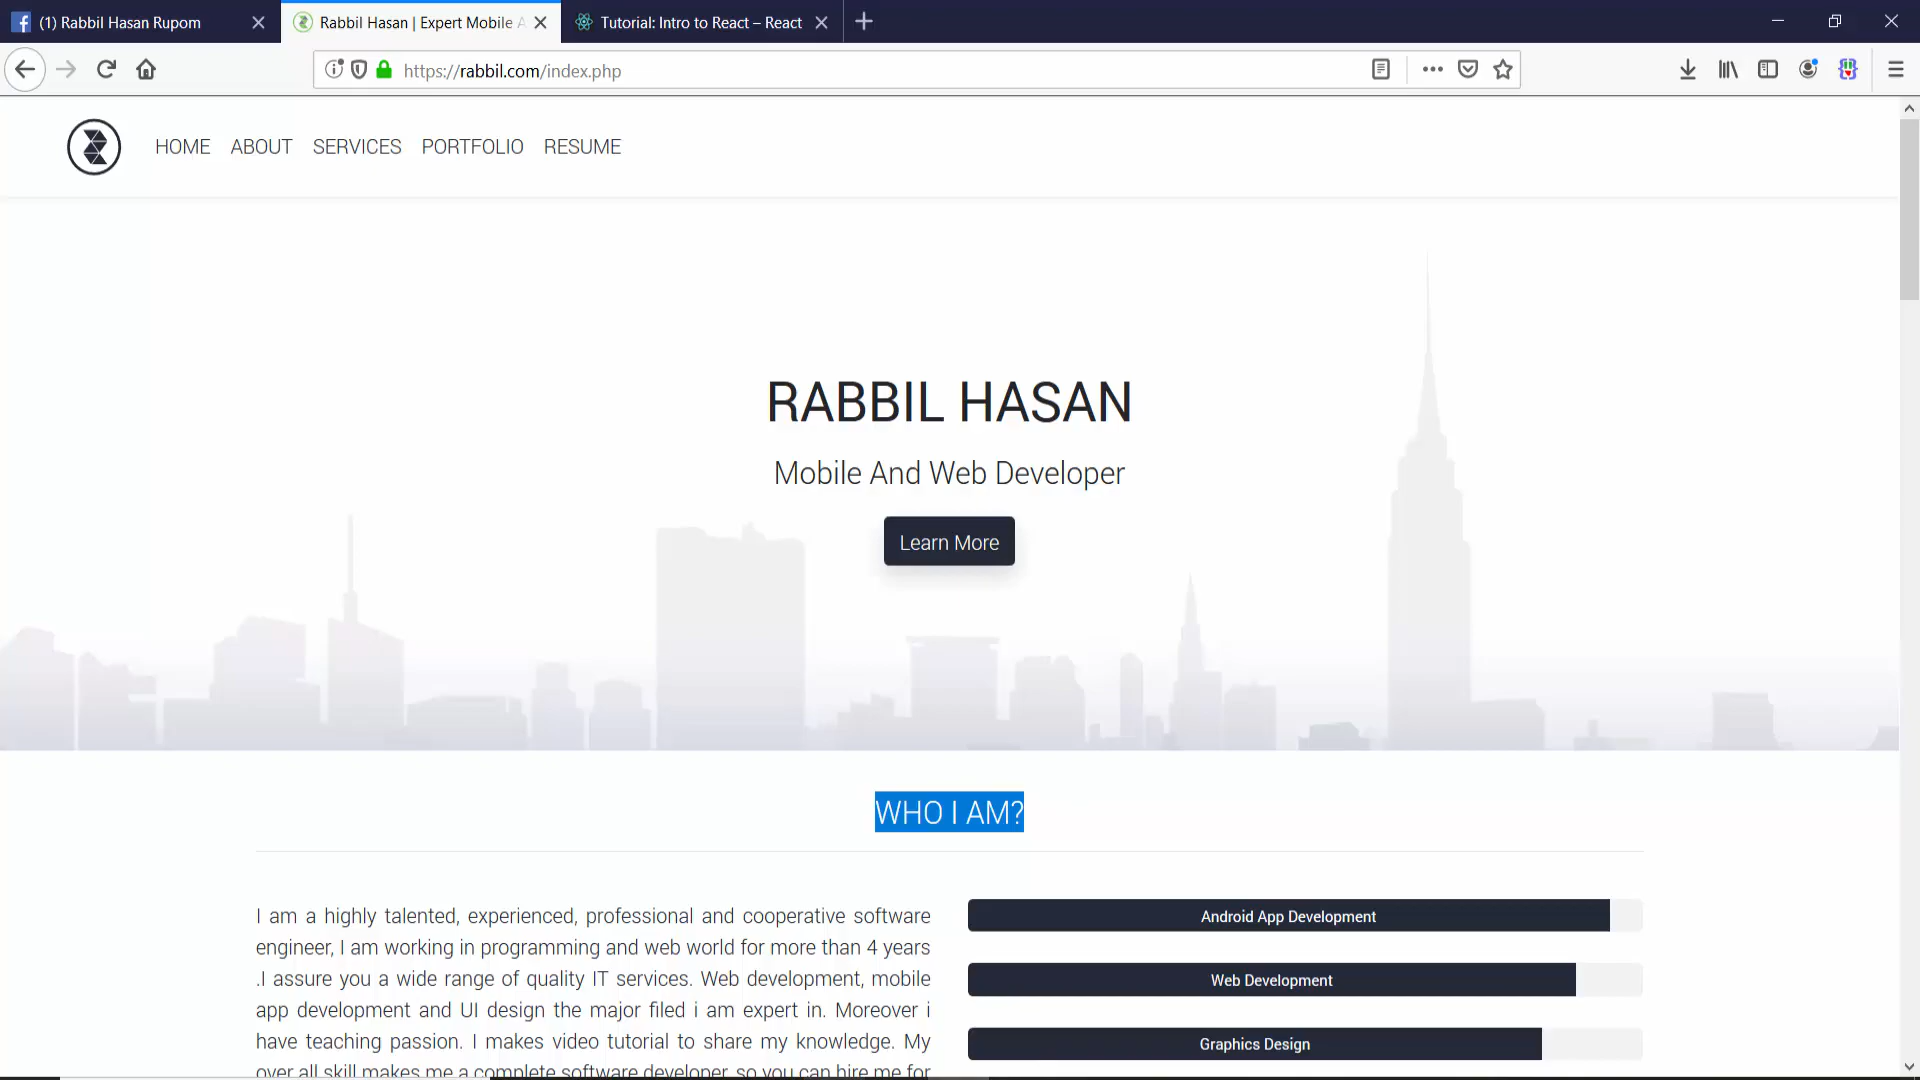 (1) Rabbil Hasan Rupom
Rabbil Hasan | Expert Mobile A
Tutorial: Intro to React – React
https://rabbil.com/index.php
HOME ABOUT SERVICES PORTFOLIO RESUME
RABBIL HASAN
Mobile And Web Developer
Learn More
WHO I AM?
I am a highly talented, experienced, professional and cooperative software
engineer, I am working in programming and web world for more than 4 years
.I assure you a wide range of quality IT services. Web development, mobile
app development and UI design the major filed i am expert in. Moreover i
have teaching passion. I makes video tutorial to share my knowledge. My
over all skill makes me a complete software developer, so you can hire me for
Android App Development
Web Development
Graphics Design